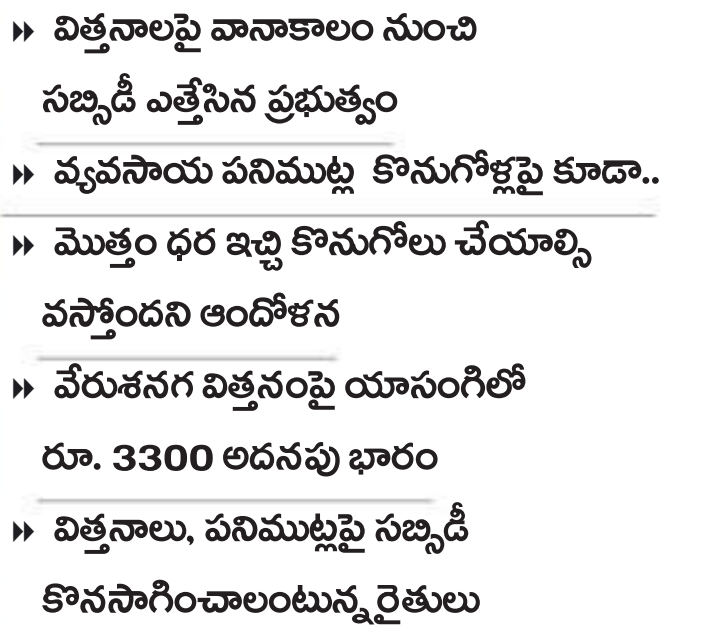 ▸▸ విత్తనాలపై వానాకాలం నుంచి
సబ్సిడీ ఎత్తేసిన ప్రభుత్వం
▸▸ వ్యవసాయ పనిముట్ల కొనుగోళ్లపై కూడా..
▸▸ మొత్తం ధర ఇచ్చి కొనుగోలు చేయాల్సి
వస్తోందని ఆందోళన
▸▸ వేరుశనగ విత్తనంపై యాసంగిలో
రూ. 3300 అదనపు భారం
▸▸ విత్తనాలు, పనిముట్లపై సబ్సిడీ
కొనసాగించాలంటున్న రైతులు